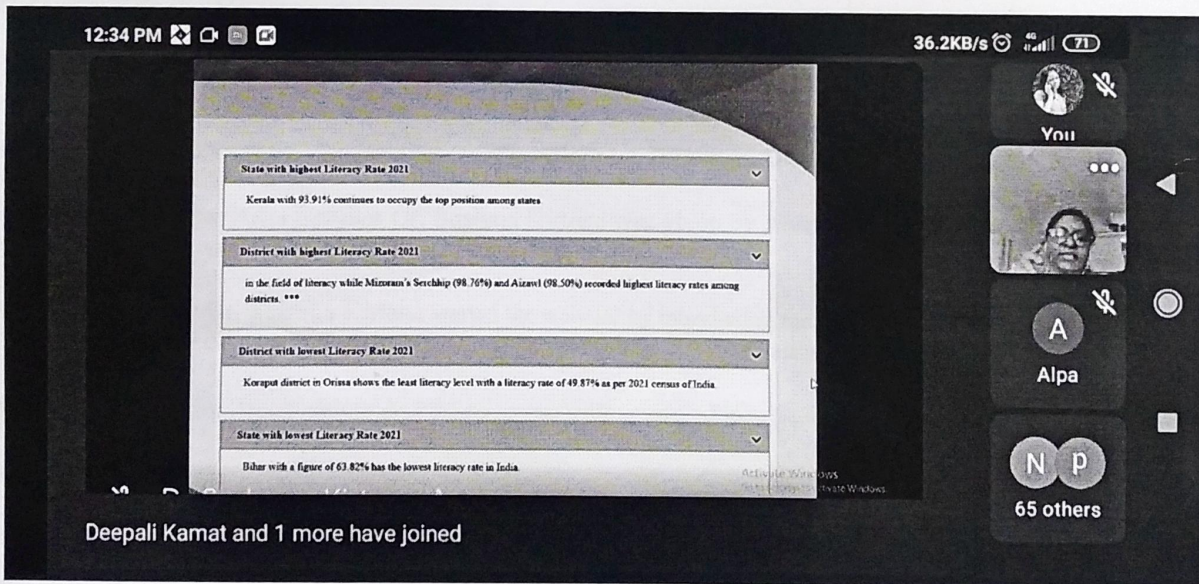 12:34 PM
36.2KB/s 4G 71
You
State with highest Literacy Rate 2021
Kerala with 93.91% continues to occupy the top position among states
District with highest Literacy Rate 2021
in the field of literacy while Mizoram's Serchhip (98.76%) and Aizawl (98.50%) recorded highest literacy rates among
districts. ***
District with lowest Literacy Rate 2021
Koraput district in Orissa shows the least literacy level with a literacy rate of 49.87% as per 2021 census of India
State with lowest Literacy Rate 2021
Bihar with a figure of 63.82% has the lowest literacy rate in India
Activate Windows
A
Alpa
N P
65 others
Deepali Kamat and 1 more have joined